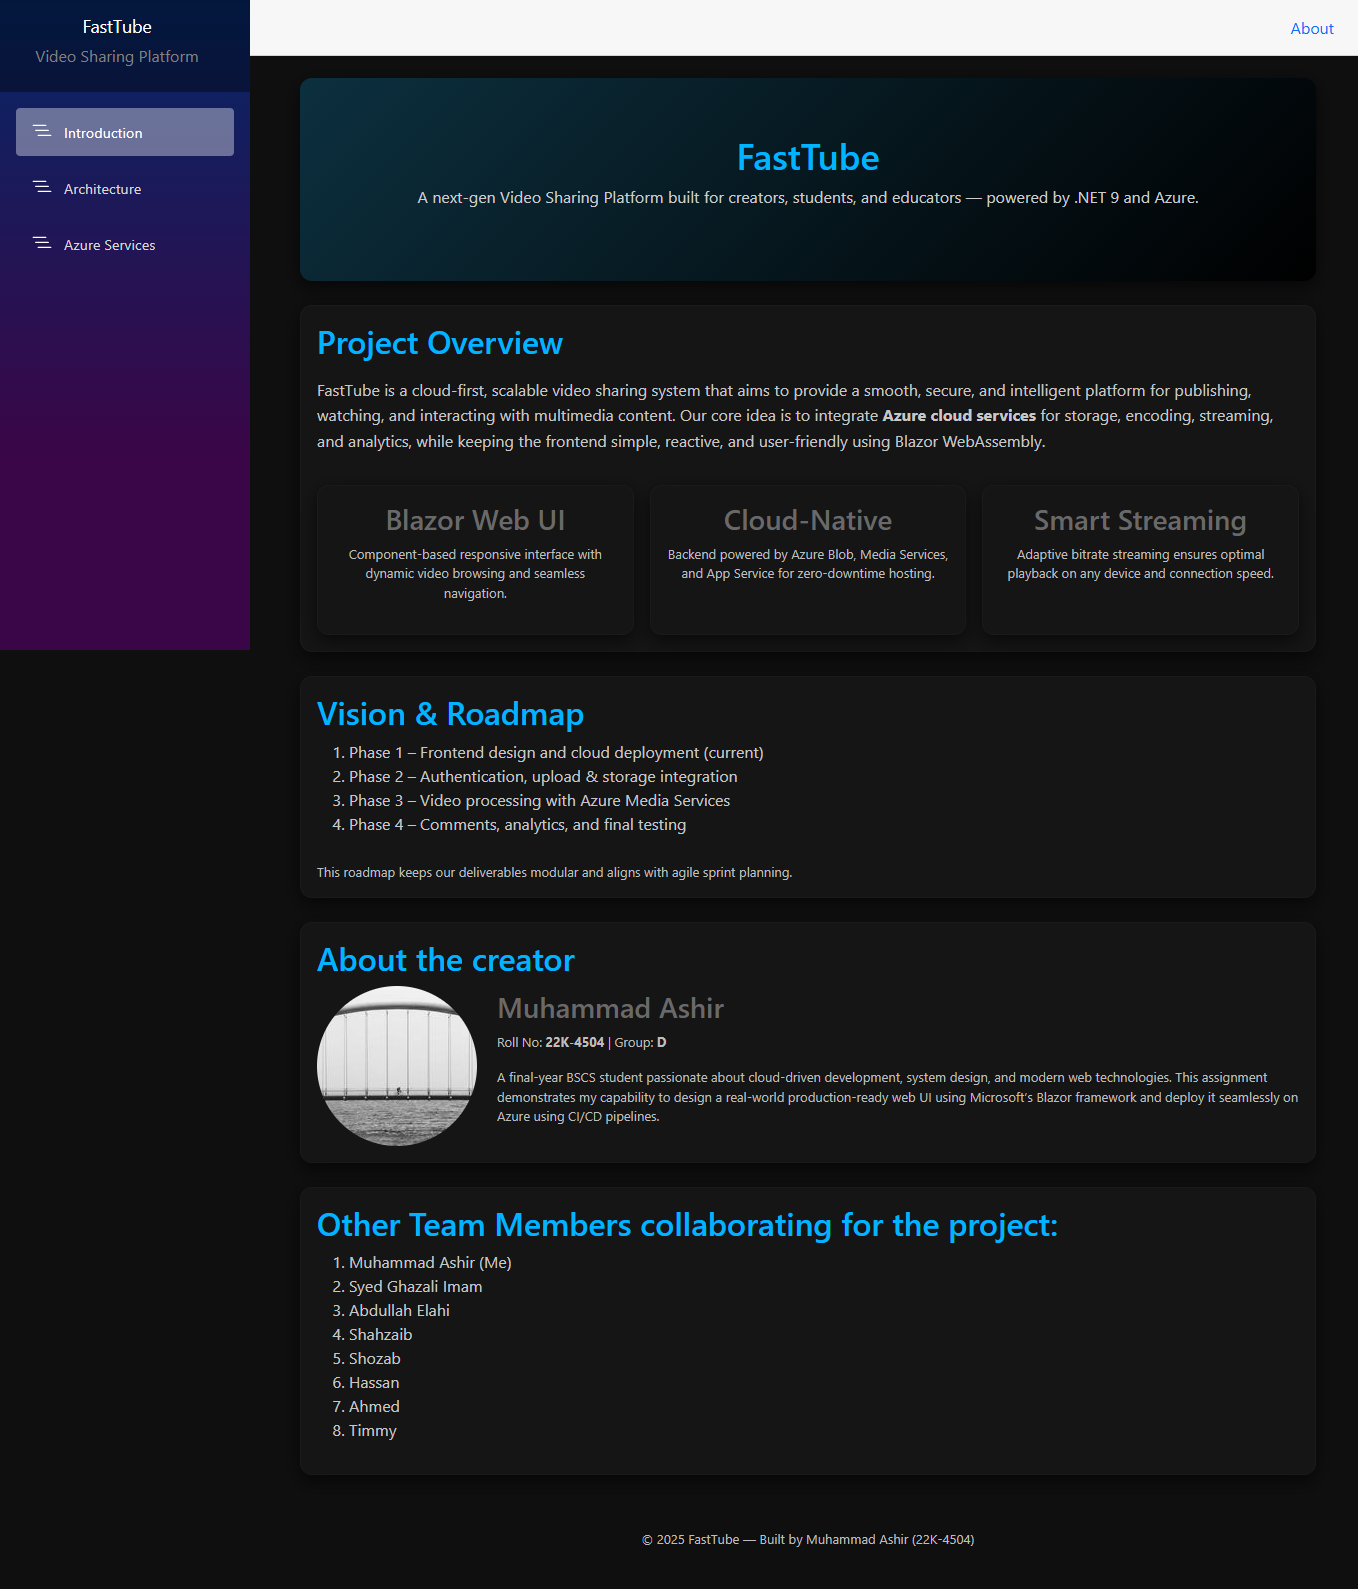 FastTube
Video Sharing Platform
Introduction
Architecture
Azure Services
About
FastTube
A next-gen Video Sharing Platform built for creators, students, and educators — powered by .NET 9 and Azure.
Project Overview
FastTube is a cloud-first, scalable video sharing system that aims to provide a smooth, secure, and intelligent platform for publishing,
watching, and interacting with multimedia content. Our core idea is to integrate Azure cloud services for storage, encoding, streaming,
and analytics, while keeping the frontend simple, reactive, and user-friendly using Blazor WebAssembly.
Blazor Web UI
Component-based responsive interface with
dynamic video browsing and seamless
navigation.
Cloud-Native
Backend powered by Azure Blob, Media Services,
and App Service for zero-downtime hosting.
Smart Streaming
Adaptive bitrate streaming ensures optimal
playback on any device and connection speed.
Vision & Roadmap
1. Phase 1 – Frontend design and cloud deployment (current)
2. Phase 2 – Authentication, upload & storage integration
3. Phase 3 – Video processing with Azure Media Services
4. Phase 4 – Comments, analytics, and final testing
This roadmap keeps our deliverables modular and aligns with agile sprint planning.
About the creator
Muhammad Ashir
Roll No: 22K-4504 | Group: D
A final-year BSCS student passionate about cloud-driven development, system design, and modern web technologies. This assignment
demonstrates my capability to design a real-world production-ready web UI using Microsoft’s Blazor framework and deploy it seamlessly on
Azure using CI/CD pipelines.
Other Team Members collaborating for the project:
1. Muhammad Ashir (Me)
2. Syed Ghazali Imam
3. Abdullah Elahi
4. Shahzaib
5. Shozab
6. Hassan
7. Ahmed
8. Timmy
© 2025 FastTube — Built by Muhammad Ashir (22K-4504)